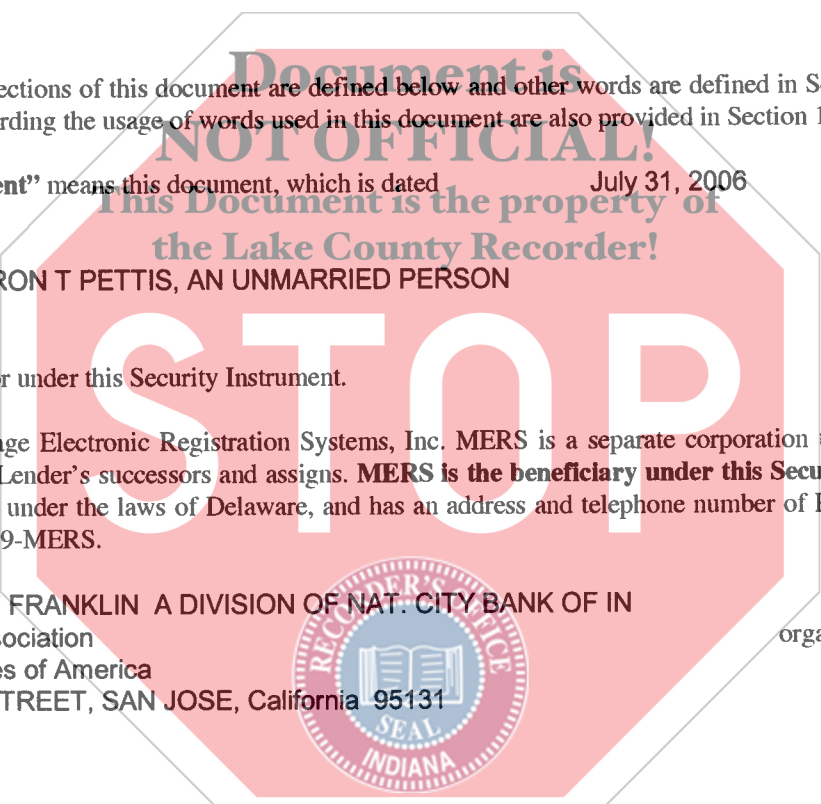 Document is
ections of this document are defined below and other words are defined in S
rding the usage of words used in this document are also provided in Section 1
NOT OFFICIAL!
ent” means this document, which is dated July 31, 2006
This Document is the property of
the Lake County Recorder!
RON T PETTIS, AN UNMARRIED PERSON
STOP
r under this Security Instrument.
age Electronic Registration Systems, Inc. MERS is a separate corporation
Lender’s successors and assigns. MERS is the beneficiary under this Secu
under the laws of Delaware, and has an address and telephone number of
9-MERS.
FRANKLIN A DIVISION OF NAT. CITY BANK OF IN
ociation orga
es of America
TREET, SAN JOSE, California 95131
RECORDER'S OFFICE
SEAL
INDIANA